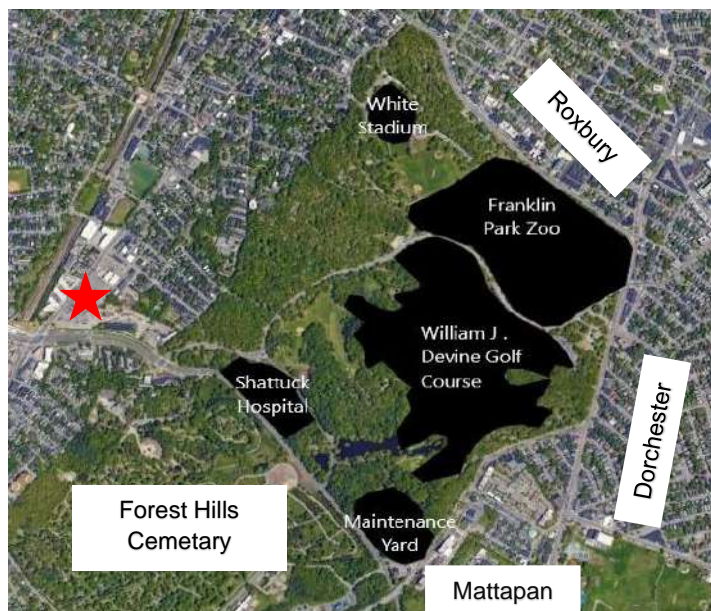 White
Stadium
Roxbury
Franklin
Park Zoo
William J .
Devine Golf
Course
Shattuck
Hospital
Dorchester
Forest Hills
Cemetary
Maintenance
Yard
Mattapan